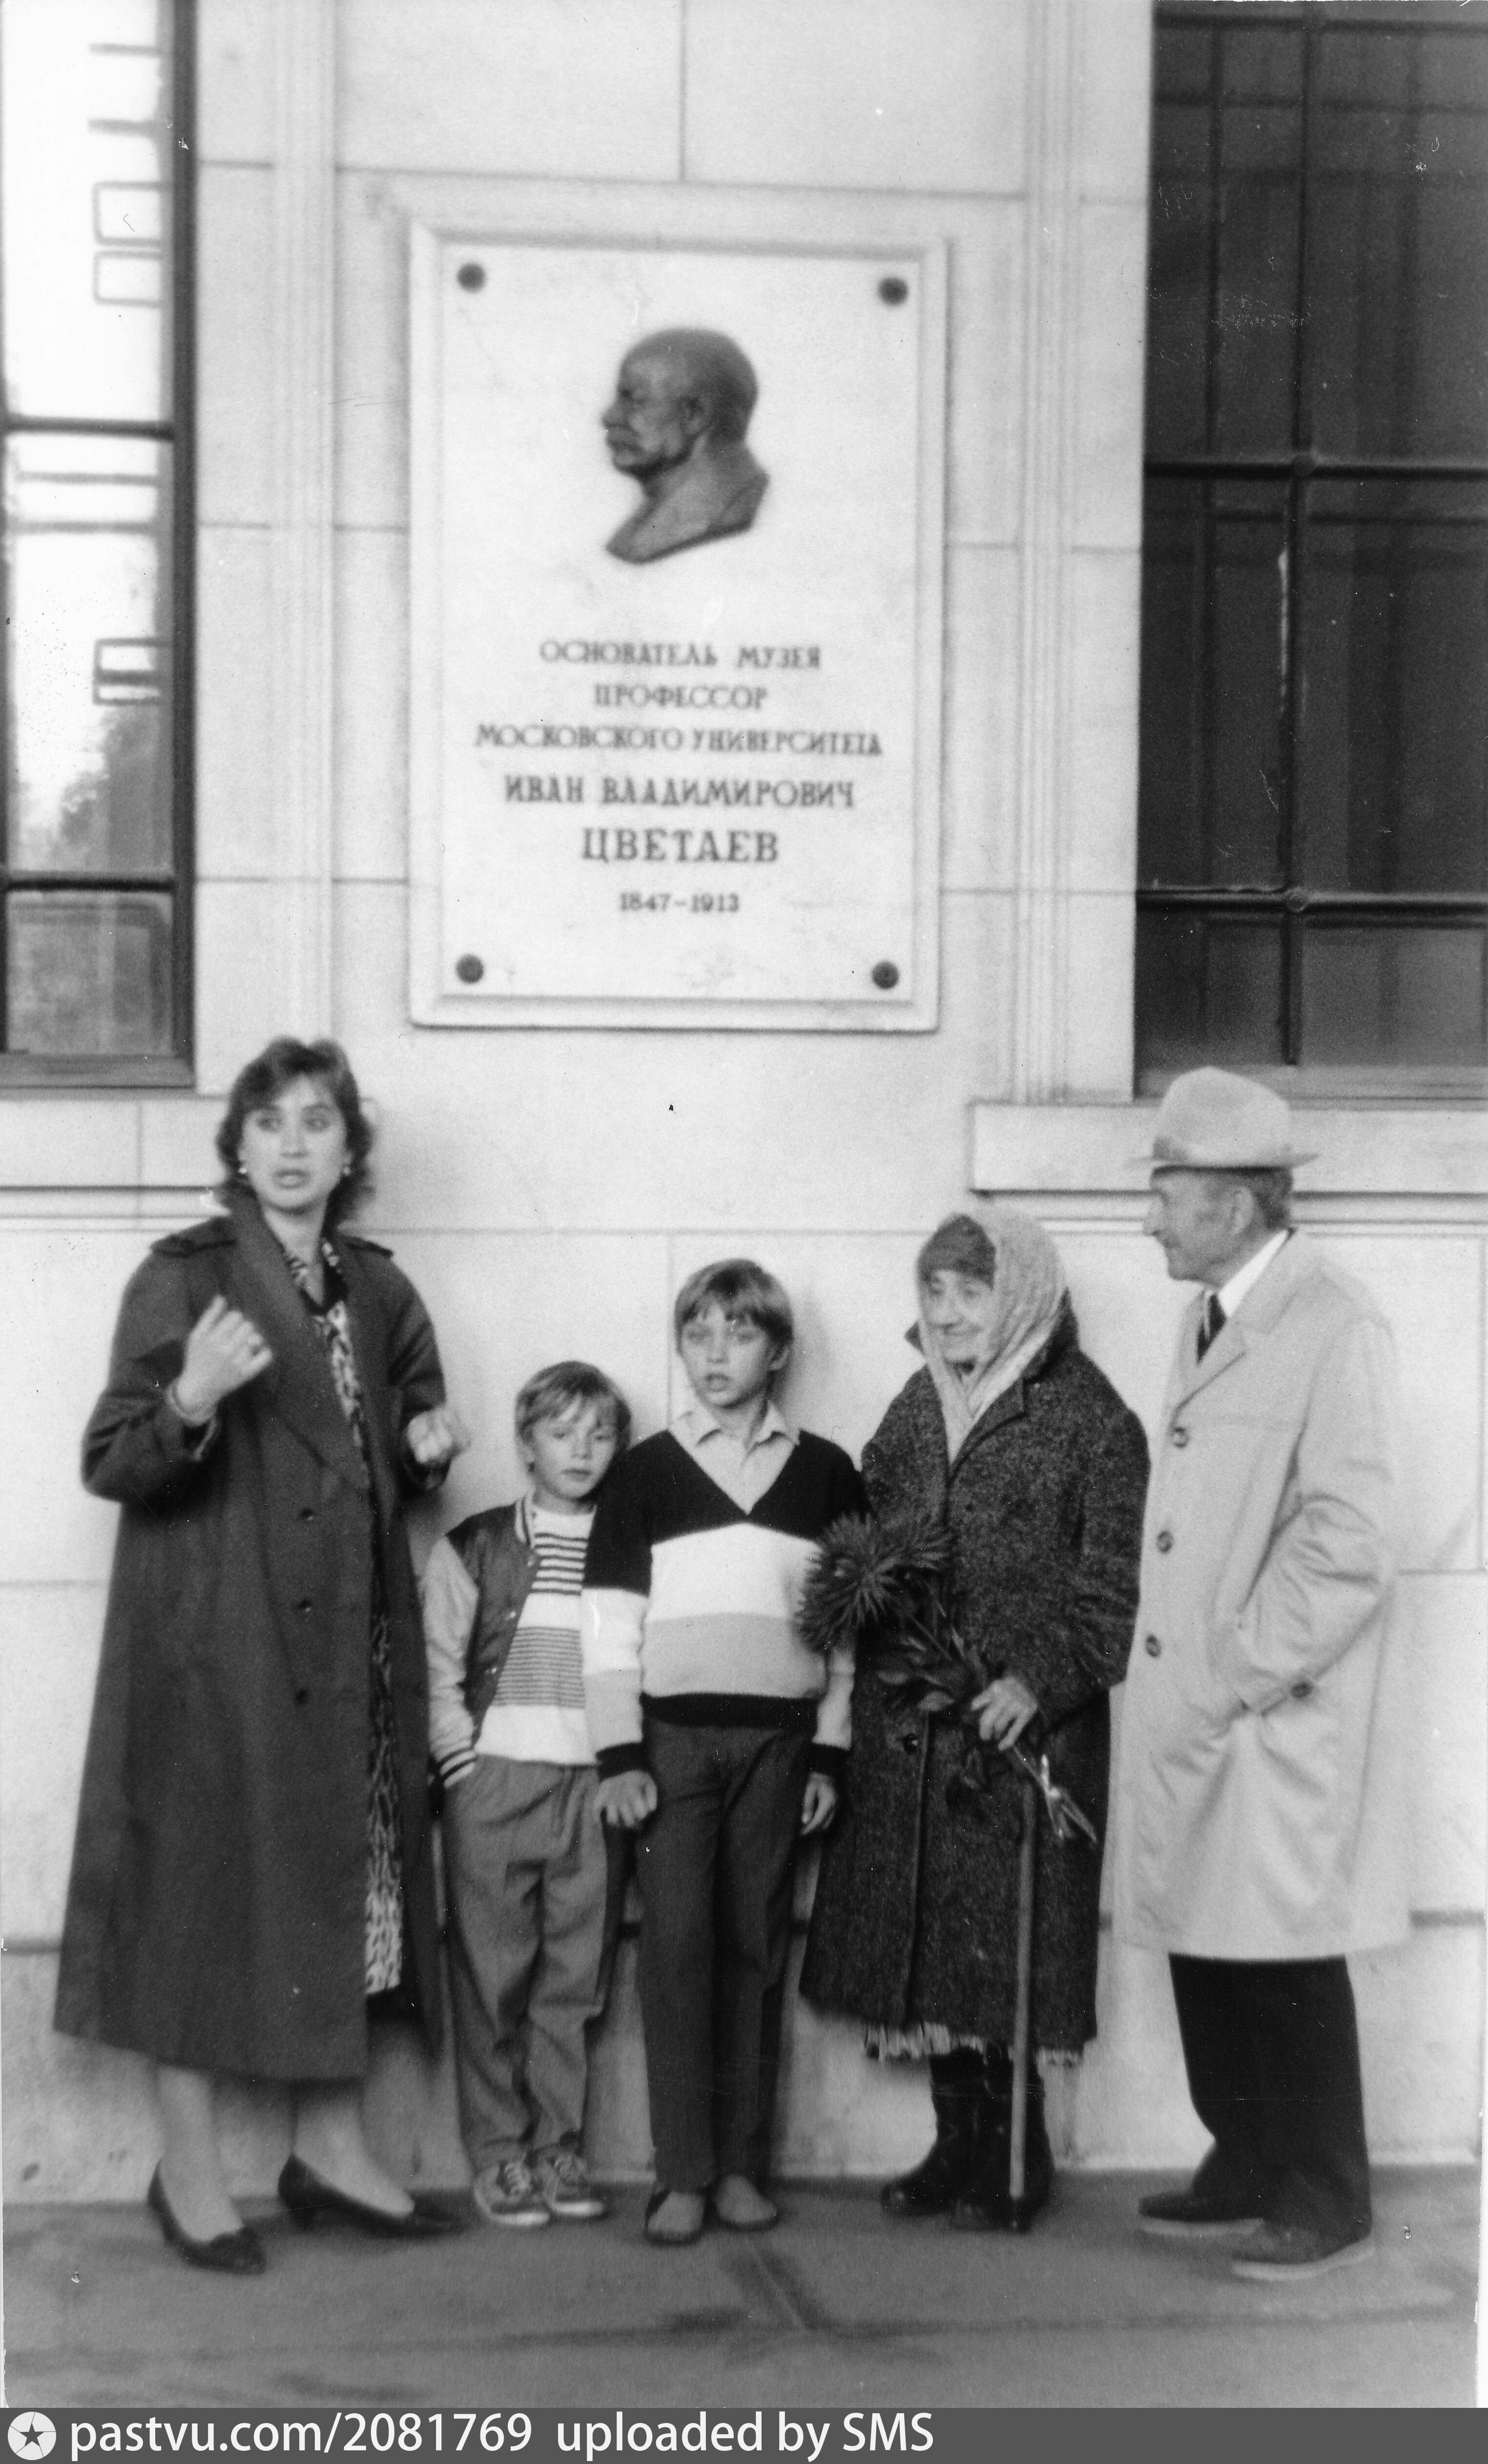 ОСНОВАТЕЛЬ МУЗЕЯ
ПРОФЕССОР
МОСКОВСКОГО УНИВЕРСИТЕТА
ИВАН ВЛАДИМИРОВИЧ
ЦВЕТАЕВ
1847-1913
pastvu.com/2081769 uploaded by SMS